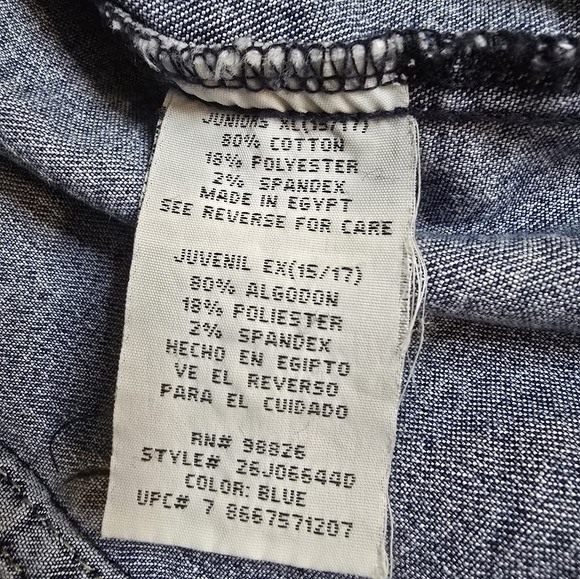 JUNIORS XL(15/17)
80% COTTON
18% POLYESTER
2% SPANDEX
MADE IN EGYPT
SEE REVERSE FOR CARE
JUVENIL EX(15/17)
80% ALGODON
18% POLIESTER
2% SPANDEX
HECHO EN EGIPTO
VE EL REVERSO
PARA EL CUIDADO
RN# 98826
STYLE# 26J06644D
COLOR: BLUE
UPC# 7 8667571207